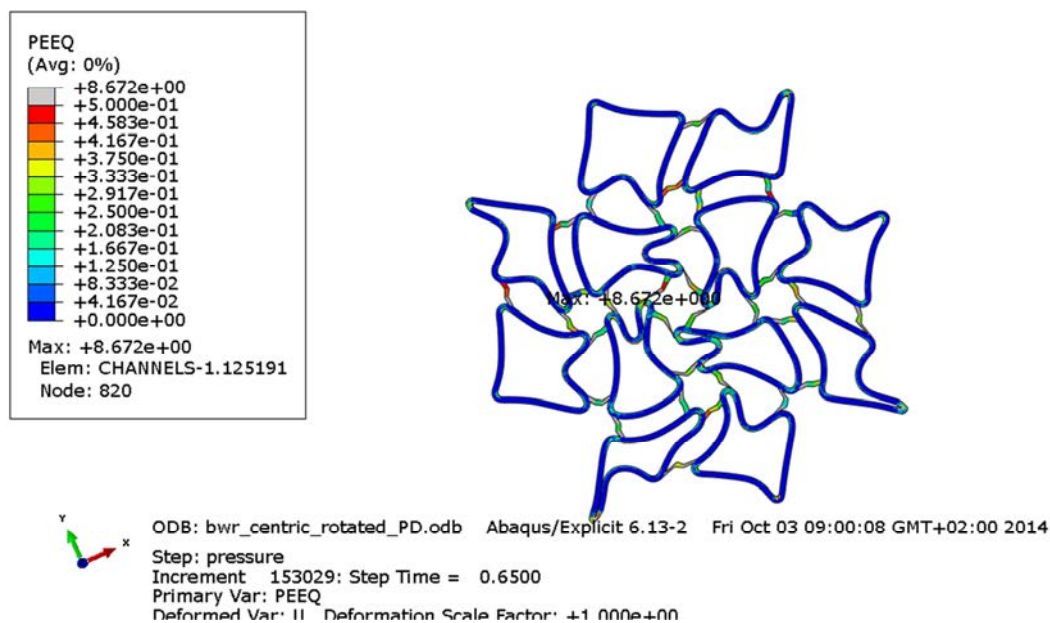 PEEQ
(Avg: 0%)
+8.672e+00
+5.000e-01
+4.583e-01
+4.167e-01
+3.750e-01
+3.333e-01
+2.917e-01
+2.500e-01
+2.083e-01
+1.667e-01
+1.250e-01
+8.333e-02
+4.167e-02
+0.000e+00
Max: +8.672e+00
Elem: CHANNELS-1.125191
Node: 820
Max: +8.672e+000
Y
X
ODB: bwr_centric_rotated_PD.odb Abaqus/Explicit 6.13-2 Fri Oct 03 09:00:08 GMT+02:00 2014
Step: pressure
Increment 153029: Step Time = 0.6500
Primary Var: PEEQ
Deformed Var: U Deformation Scale Factor: +1.000e+00